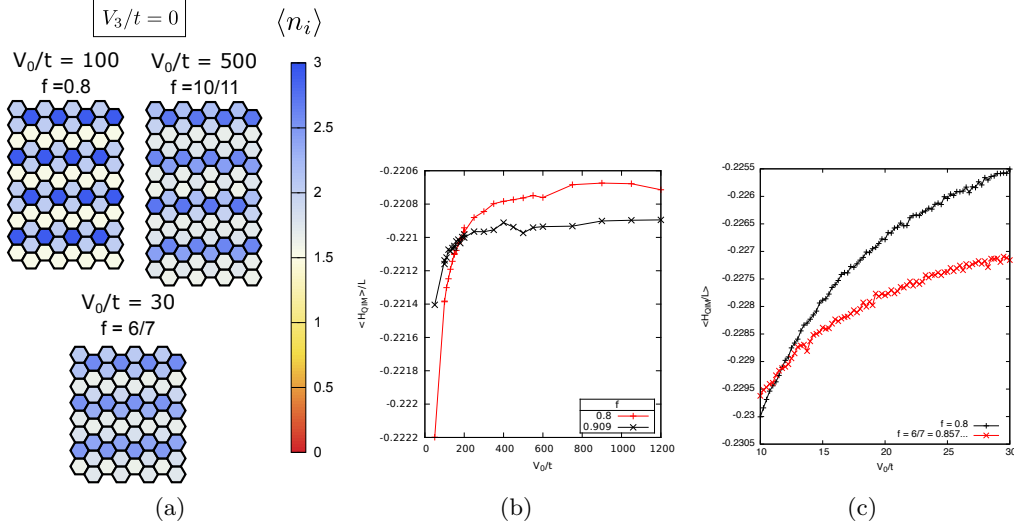 V₃/t = 0
⟨nᵢ⟩
V₀/t = 100
f =0.8
V₀/t = 500
f =10/11
V₀/t = 30
f = 6/7
3
2.5
2
1.5
1
0.5
0
(a)
-0.2206
-0.2208
-0.221
-0.2212
-0.2214
-0.2216
-0.2218
-0.222
-0.2222
<H_QIM>/L
0 200 400 600 800 1000 1200
V₀/t
f
0.8
0.909
(b)
-0.2255
-0.226
-0.2265
-0.227
-0.2275
-0.228
-0.2285
-0.229
-0.2295
-0.23
-0.2305
<H_QIM/L>
10 15 20 25 30
V₀/t
f = 0.8
f = 6/7 = 0.857...
(c)